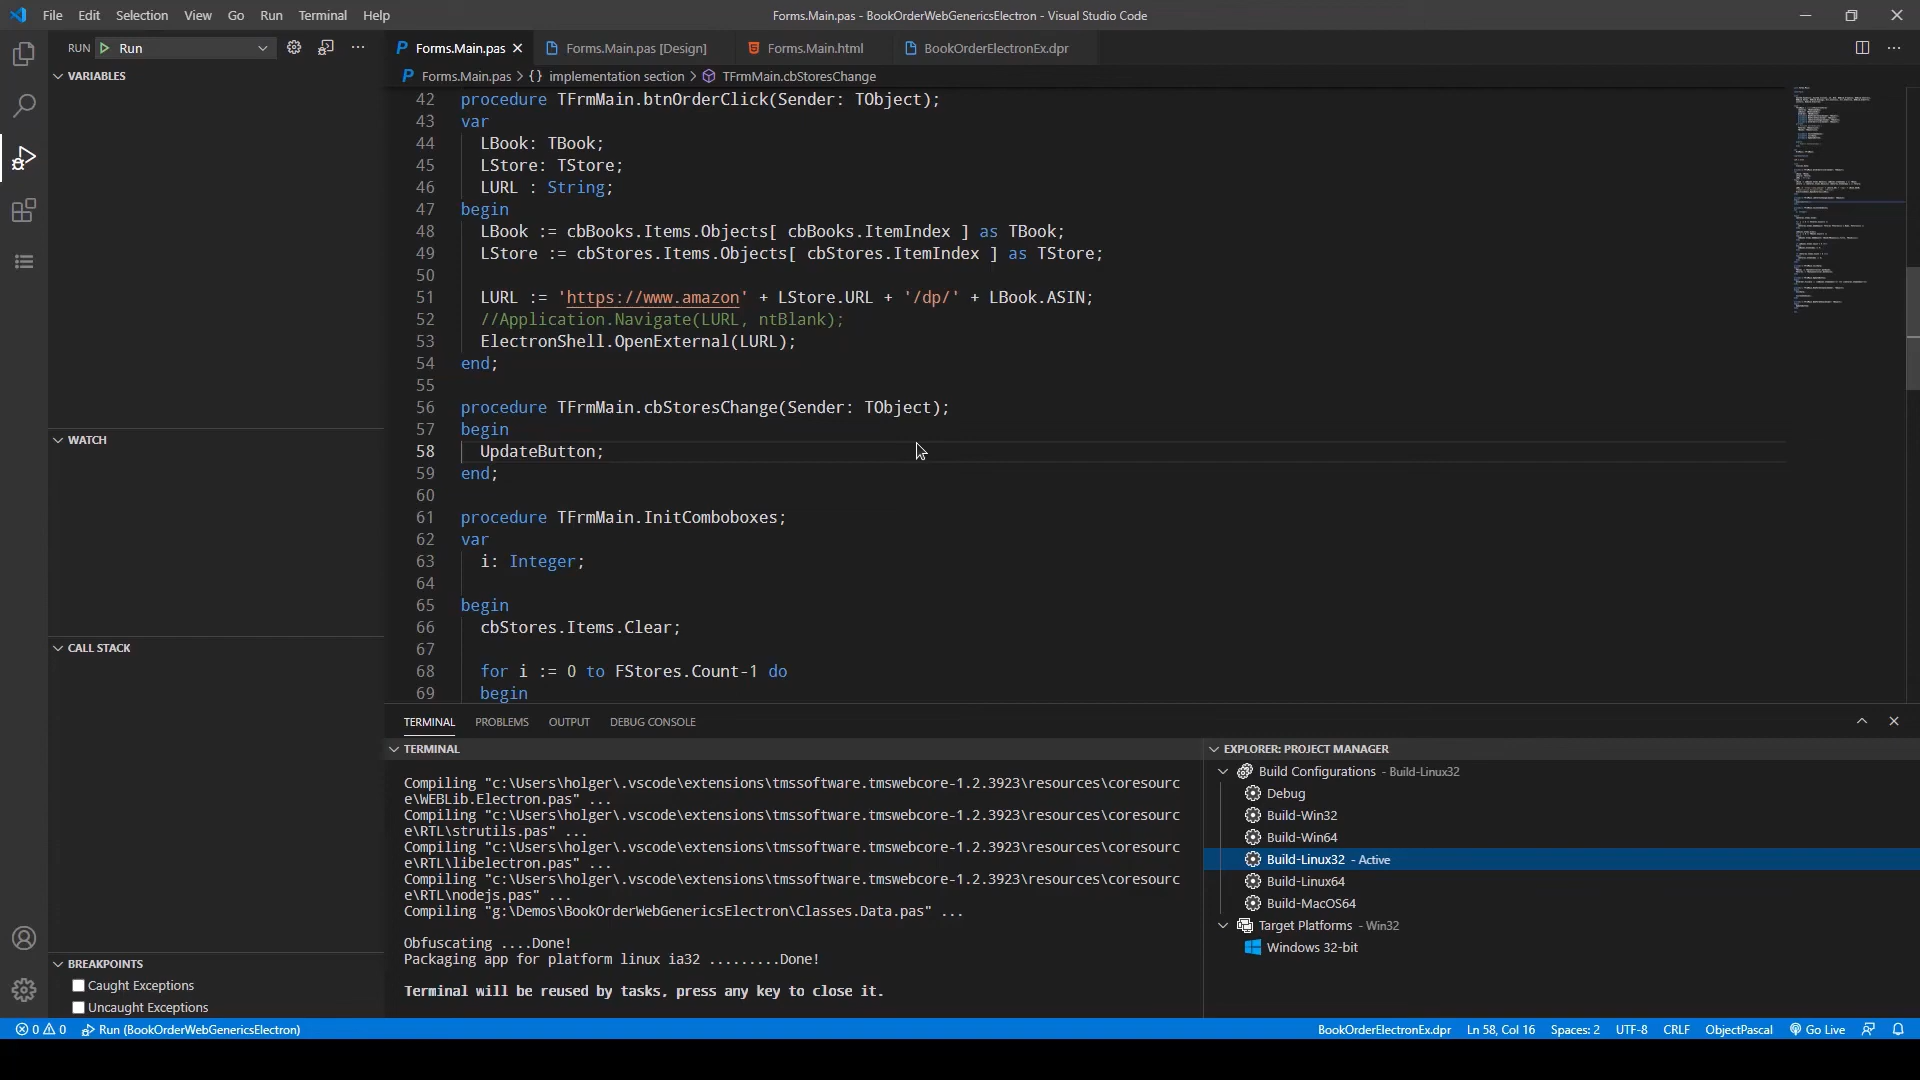 File Edit Selection View Go Run Terminal Help
Forms.Main.pas - BookOrderWebGenericsElectron - Visual Studio Code
RUN Run
Forms.Main.pas
Forms.Main.pas [Design]
Forms.Main.html
BookOrderElectronEx.dpr
Forms.Main.pas > {} implementation section > TFrmMain.cbStoresChange
VARIABLES
WATCH
CALL STACK
BREAKPOINTS
Caught Exceptions
Uncaught Exceptions
42 procedure TFrmMain.btnOrderClick(Sender: TObject);
43 var
44 LBook: TBook;
45 LStore: TStore;
46 LURL : String;
47 begin
48 LBook := cbBooks.Items.Objects[ cbBooks.ItemIndex ] as TBook;
49 LStore := cbStores.Items.Objects[ cbStores.ItemIndex ] as TStore;
50
51 LURL := 'https://www.amazon' + LStore.URL + '/dp/' + LBook.ASIN;
52 //Application.Navigate(LURL, ntBlank);
53 ElectronShell.OpenExternal(LURL);
54 end;
55
56 procedure TFrmMain.cbStoresChange(Sender: TObject);
57 begin
58 UpdateButton;
59 end;
60
61 procedure TFrmMain.InitComboboxes;
62 var
63 i: Integer;
64
65 begin
66 cbStores.Items.Clear;
67
68 for i := 0 to FStores.Count-1 do
69 begin
TERMINAL PROBLEMS OUTPUT DEBUG CONSOLE
TERMINAL
Compiling "c:\Users\holger\.vscode\extensions\tmssoftware.tmswebcore-1.2.3923\resources\coresourc
e\WEBLib.Electron.pas" ...
Compiling "c:\Users\holger\.vscode\extensions\tmssoftware.tmswebcore-1.2.3923\resources\coresourc
e\RTL\strutils.pas" ...
Compiling "c:\Users\holger\.vscode\extensions\tmssoftware.tmswebcore-1.2.3923\resources\coresourc
e\RTL\libelectron.pas" ...
Compiling "c:\Users\holger\.vscode\extensions\tmssoftware.tmswebcore-1.2.3923\resources\coresourc
e\RTL\nodejs.pas" ...
Compiling "g:\Demos\BookOrderWebGenericsElectron\Classes.Data.pas" ...
Obfuscating ....Done!
Packaging app for platform linux ia32 .........Done!
Terminal will be reused by tasks, press any key to close it.
EXPLORER: PROJECT MANAGER
Build Configurations - Build-Linux32
Debug
Build-Win32
Build-Win64
Build-Linux32 - Active
Build-Linux64
Build-MacOS64
Target Platforms - Win32
Windows 32-bit
0 0 Run (BookOrderWebGenericsElectron)
BookOrderElectronEx.dpr Ln 58, Col 16 Spaces: 2 UTF-8 CRLF ObjectPascal Go Live